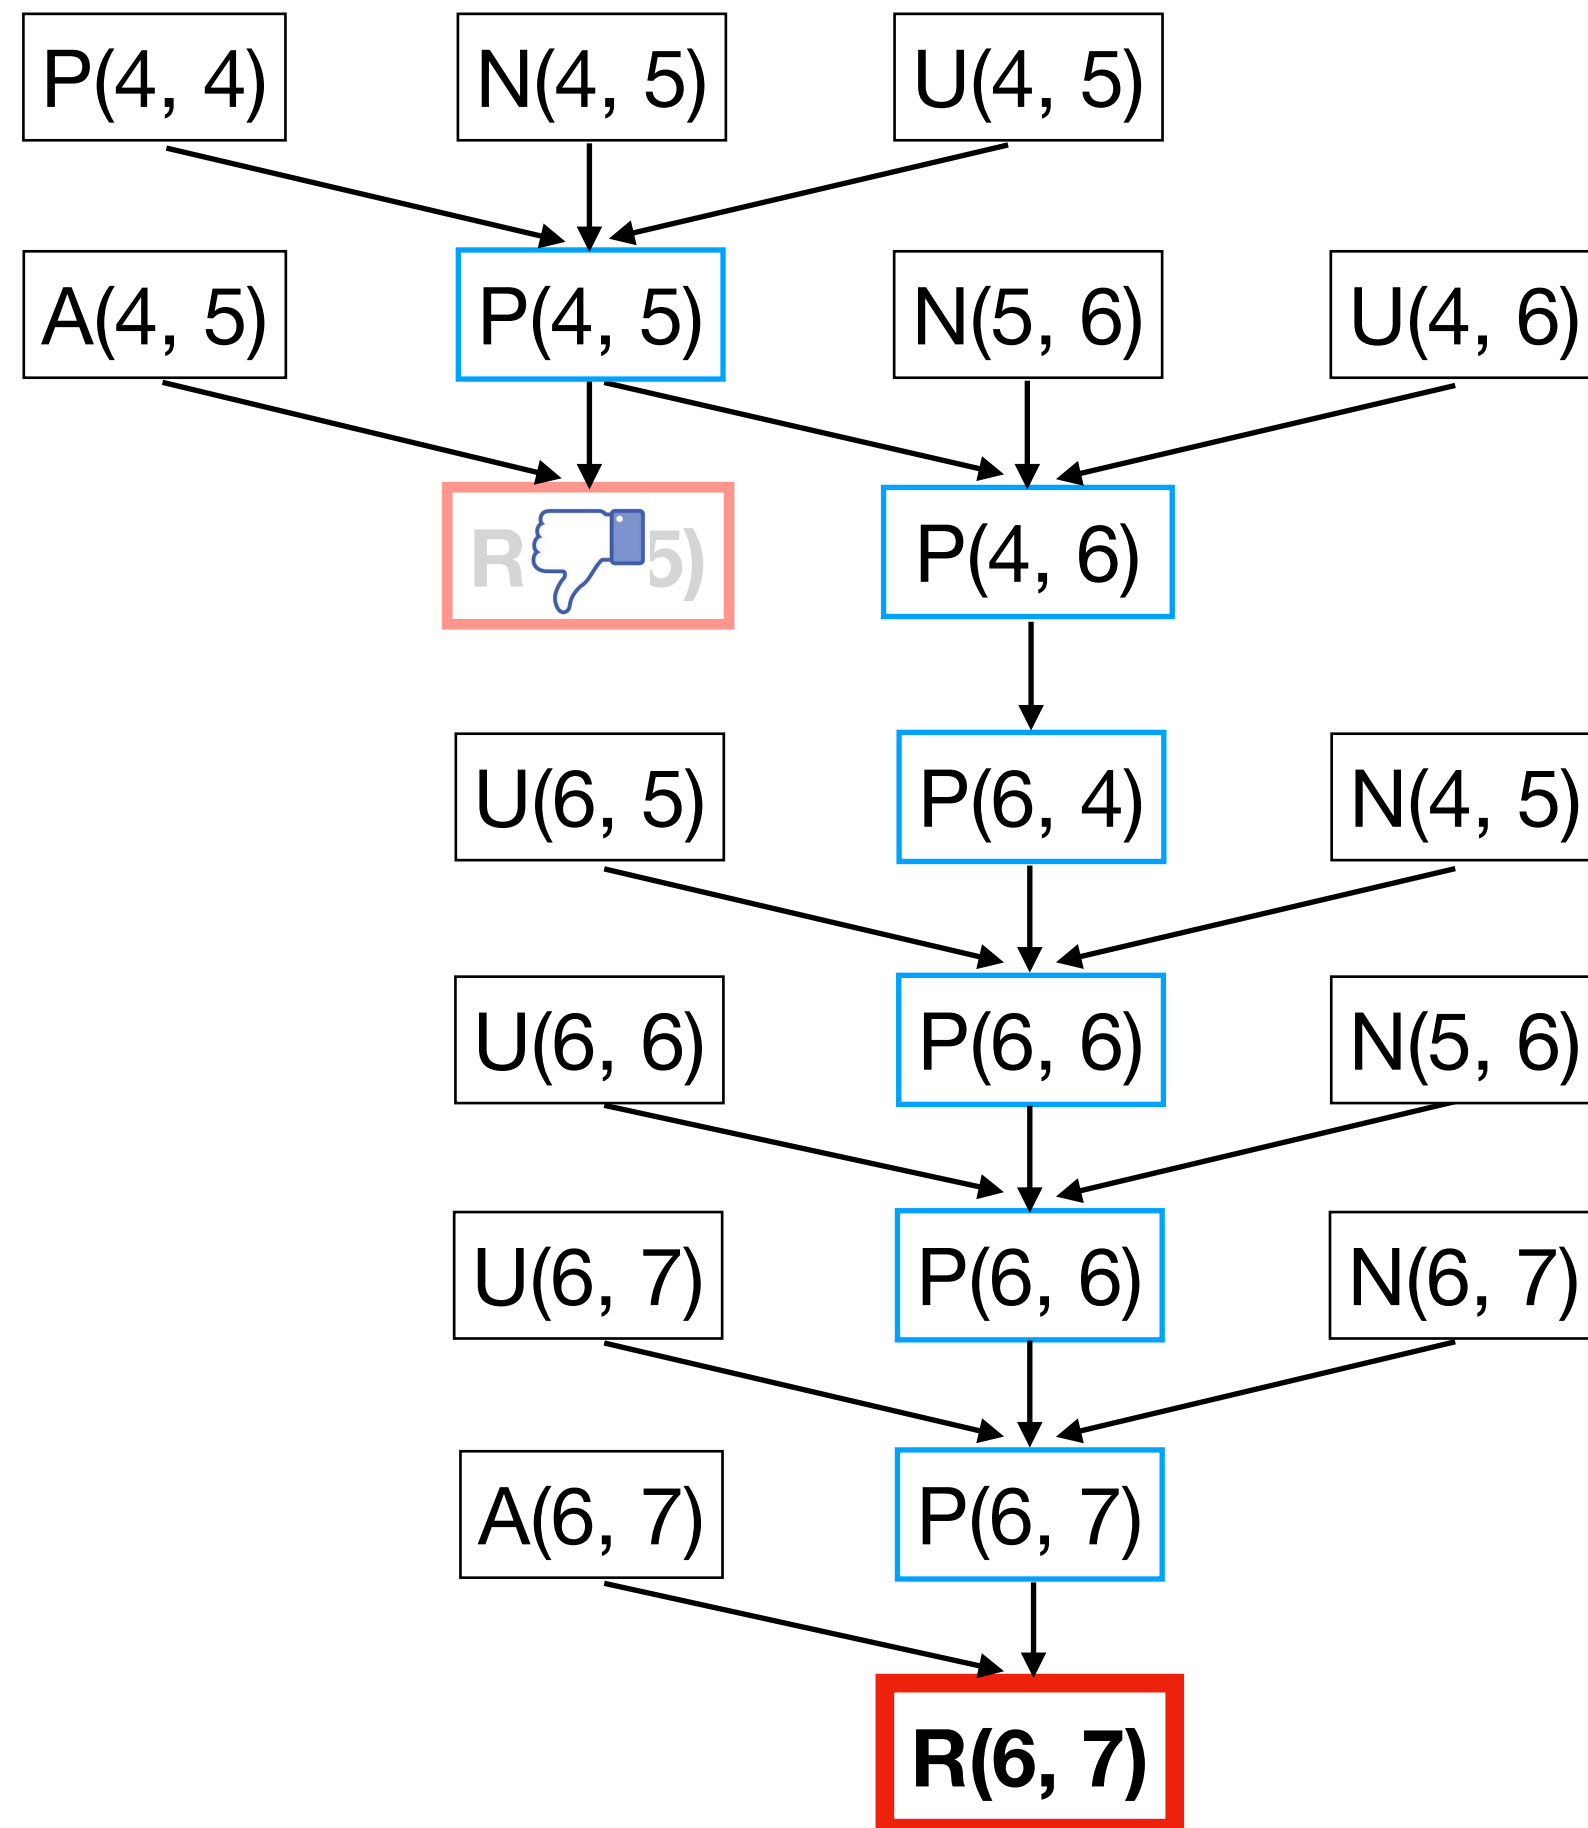 P(4, 4) N(4, 5) U(4, 5)
A(4, 5) P(4, 5) N(5, 6) U(4, 6)
R 5) P(4, 6)
U(6, 5) P(6, 4) N(4, 5)
U(6, 6) P(6, 6) N(5, 6)
U(6, 7) P(6, 6) N(6, 7)
A(6, 7) P(6, 7)
R(6, 7)